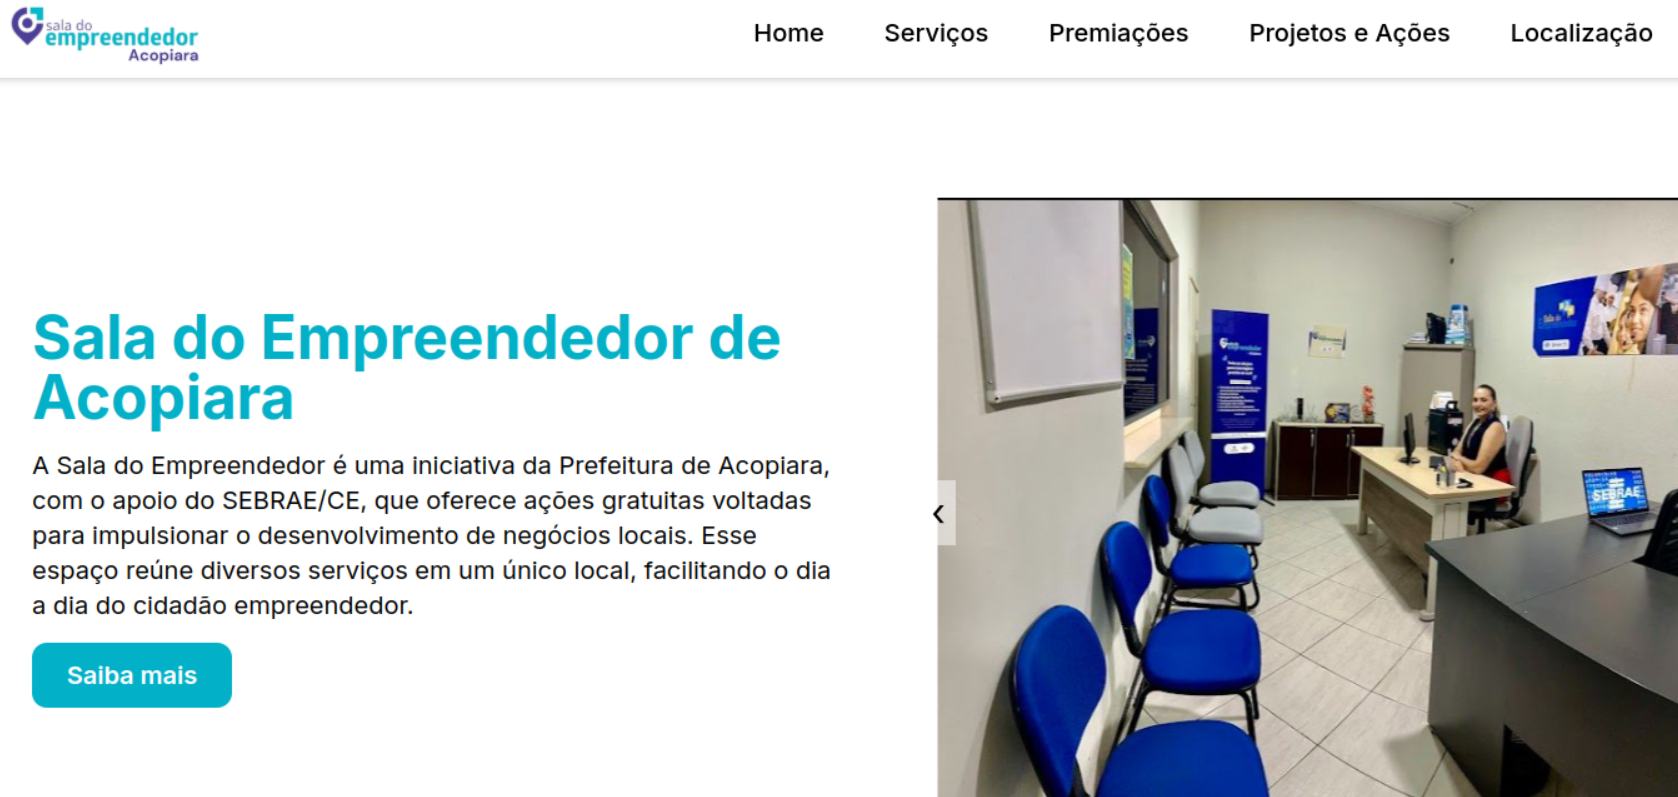 sala do
empreendedor
Acopiara
Home
Serviços
Premiações
Projetos e Ações
Localização
Sala do Empreendedor de
Acopiara
A Sala do Empreendedor é uma iniciativa da Prefeitura de Acopiara,
com o apoio do SEBRAE/CE, que oferece ações gratuitas voltadas
para impulsionar o desenvolvimento de negócios locais. Esse
espaço reúne diversos serviços em um único local, facilitando o dia
a dia do cidadão empreendedor.
Saiba mais
‹
empreendedor
Sala do
SEBRAE